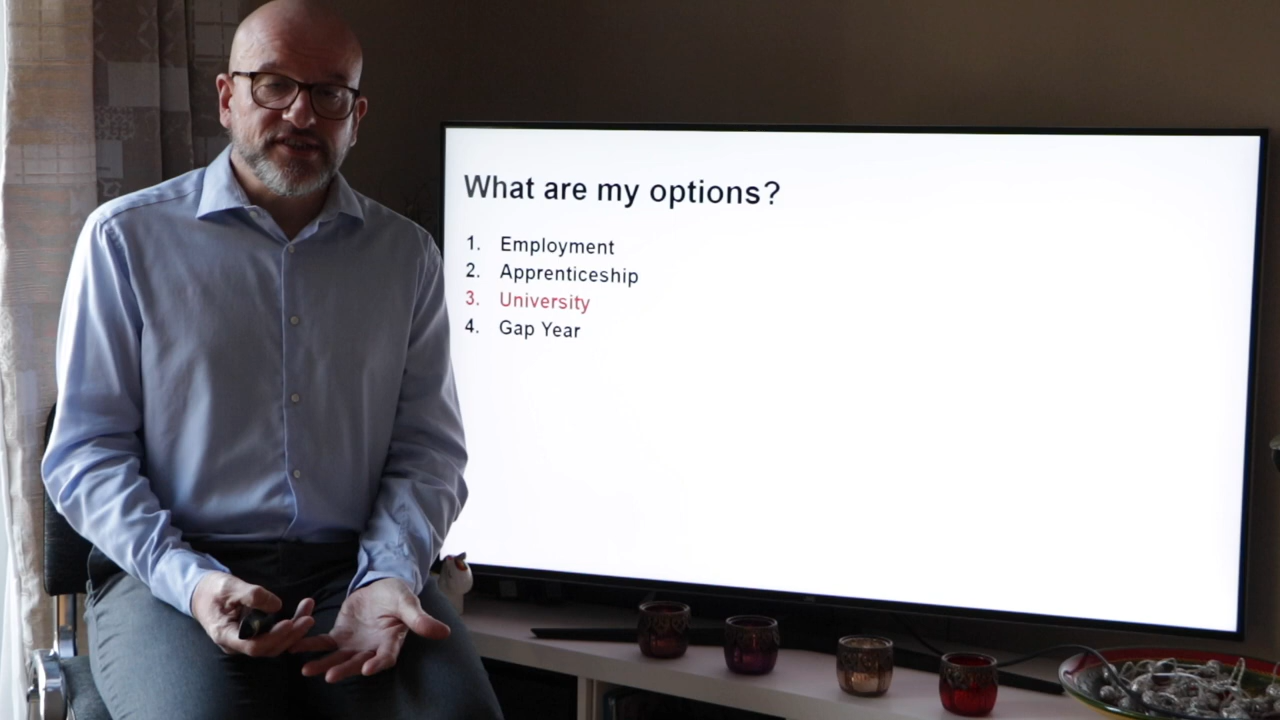 What are my options?
1. Employment
2. Apprenticeship
3. University
4. Gap Year